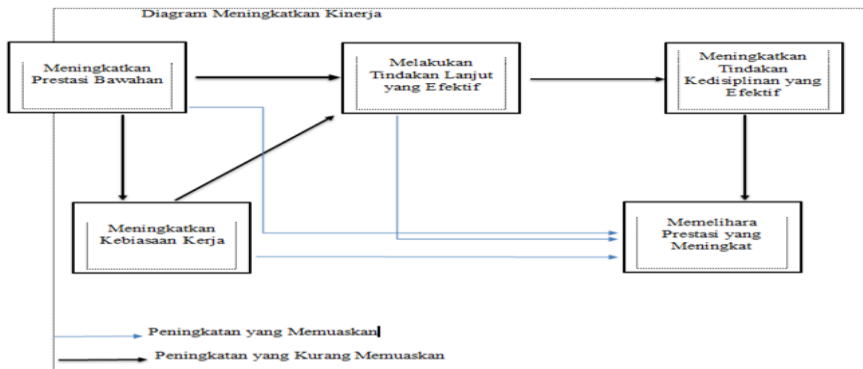 Diagram Meningkatkan Kinerja
Meningkatkan
Prestasi Bawahan
Melakukan
Tindakan Lanjut
yang Efektif
Meningkatkan
Tindakan
Kedisiplinan yang
Efektif
Meningkatkan
Kebiasaan Kerja
Memelihara
Prestasi yang
Meningkat
Peningkatan yang Memuaskan
Peningkatan yang Kurang Memuaskan